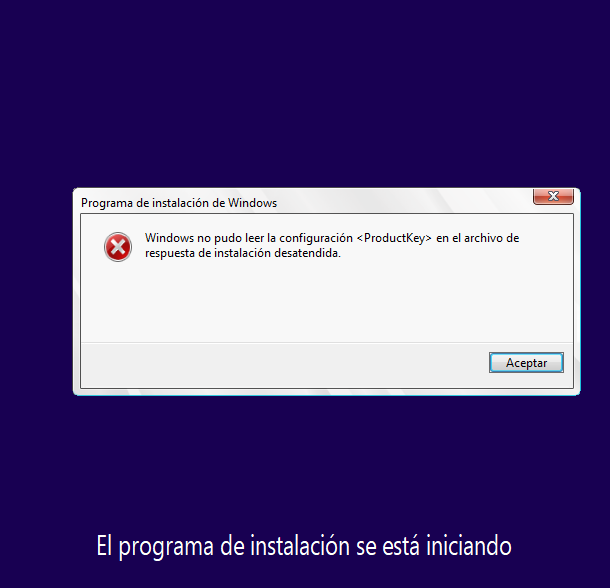 Programa de instalación de Windows
Windows no pudo leer la configuración <ProductKey> en el archivo de
respuesta de instalación desatendida.
Aceptar
El programa de instalación se está iniciando